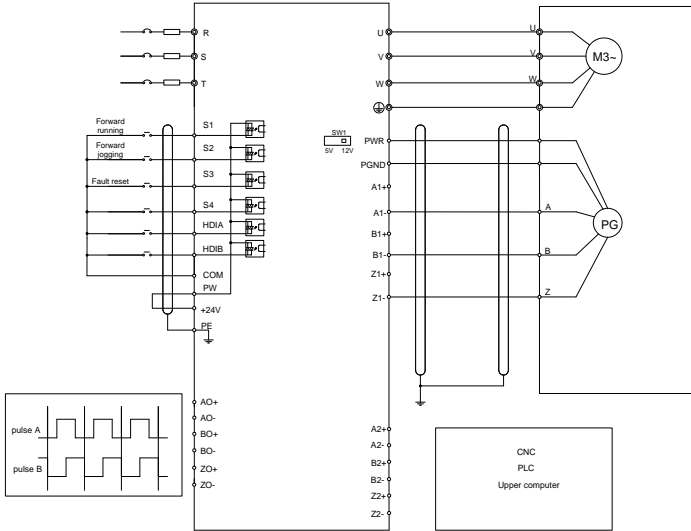 R
S
T
U
V
W
U
V
W
M3~
Forward
running
S1
Forward
jogging
S2
Fault reset
S3
S4
HDIA
HDIB
COM
PW
+24V
PE
SW1
5V 12V
PWR
PGND
A1+
A1-
B1+
B1-
Z1+
Z1-
A
B
Z
PG
pulse A
pulse B
AO+
AO-
BO+
BO-
ZO+
ZO-
A2+
A2-
B2+
B2-
Z2+
Z2-
CNC
PLC
Upper computer